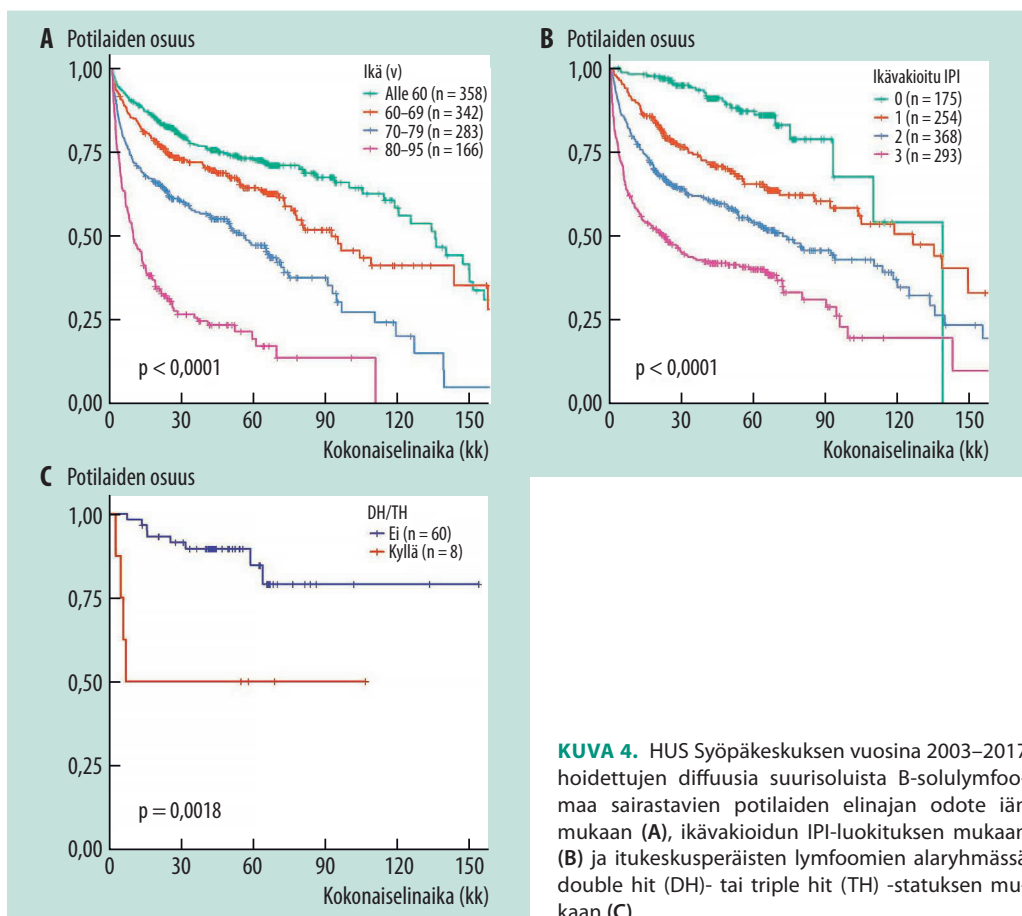 A Potilaiden osuus
1,00
0,75
0,50
0,25
0,00
0 30 60 90 120 150
Kokonaiselinaika (kk)
Ikä (v)
Alle 60 (n = 358)
60–69 (n = 342)
70–79 (n = 283)
80–95 (n = 166)
p < 0,0001
B Potilaiden osuus
1,00
0,75
0,50
0,25
0,00
0 30 60 90 120 150
Kokonaiselinaika (kk)
Ikävakioitu IPI
0 (n = 175)
1 (n = 254)
2 (n = 368)
3 (n = 293)
p < 0,0001
C Potilaiden osuus
1,00
0,75
0,50
0,25
0,00
0 30 60 90 120 150
Kokonaiselinaika (kk)
DH/TH
Ei (n = 60)
Kyllä (n = 8)
p = 0,0018
KUVA 4. HUS Syöpäkeskuksen vuosina 2003–2017
hoidettujen diffuusia suurisoluista B-solulymfoo-
maa sairastavien potilaiden elinajan odote iän
mukaan (A), ikävakioidun IPI-luokituksen mukaan
(B) ja itukeskusperäisten lymfoomien alaryhmässä
double hit (DH)- tai triple hit (TH) -statuksen mu-
kaan (C)